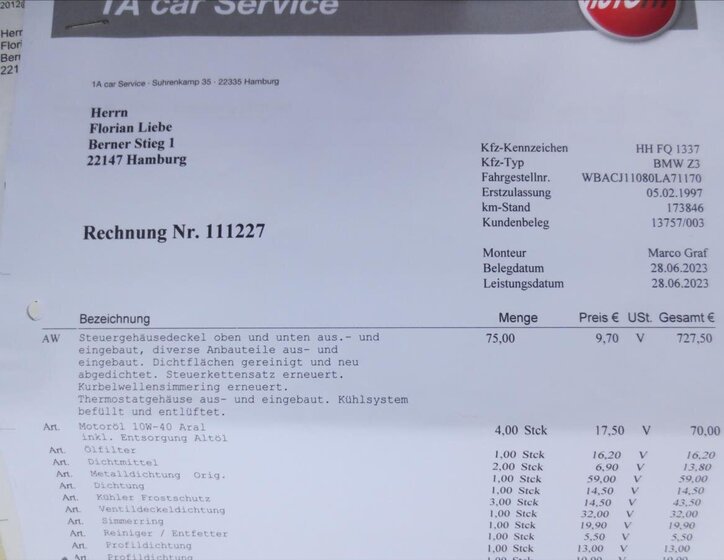 20128
1A car Service
Herr
Flori
Bern
221
1A car Service · Suhrenkamp 35 · 22335 Hamburg
Herrn
Florian Liebe
Berner Stieg 1
22147 Hamburg
Kfz-Kennzeichen HH FQ 1337
Kfz-Typ BMW Z3
Fahrgestellnr. WBACJ11080LA71170
Erstzulassung 05.02.1997
km-Stand 173846
Kundenbeleg 13757/003
Rechnung Nr. 111227
Monteur Marco Graf
Belegdatum 28.06.2023
Leistungsdatum 28.06.2023
Bezeichnung Menge Preis € USt. Gesamt €
AW Steuergehäusedeckel oben und unten aus.- und 75,00 9,70 V 727,50
eingebaut, diverse Anbauteile aus- und
eingebaut. Dichtflächen gereinigt und neu
abgedichtet. Steuerkettensatz erneuert.
Kurbelwellensimmering erneuert.
Thermostatgehäuse aus- und eingebaut. Kühlsystem
befüllt und entlüftet.
Art. Motoröl 10W-40 Aral 4,00 Stck 17,50 V 70,00
inkl. Entsorgung Altöl
Art. Ölfilter 1,00 Stck 16,20 V 16,20
Art. Dichtmittel 2,00 Stck 6,90 V 13,80
Art. Metalldichtung Orig. 1,00 Stck 59,00 V 59,00
Art. Dichtung 1,00 Stck 14,50 V 14,50
Art. Kühler Frostschutz 3,00 Stck 14,50 V 43,50
Art. Ventildeckeldichtung 1,00 Stck 32,00 V 32,00
Art. Simmerring 1,00 Stck 19,90 V 19,90
Art. Reiniger / Entfetter 1,00 Stck 5,50 V 5,50
Art. Profildichtung 1,00 Stck 13,00 V 13,00
Art. Profildichtung